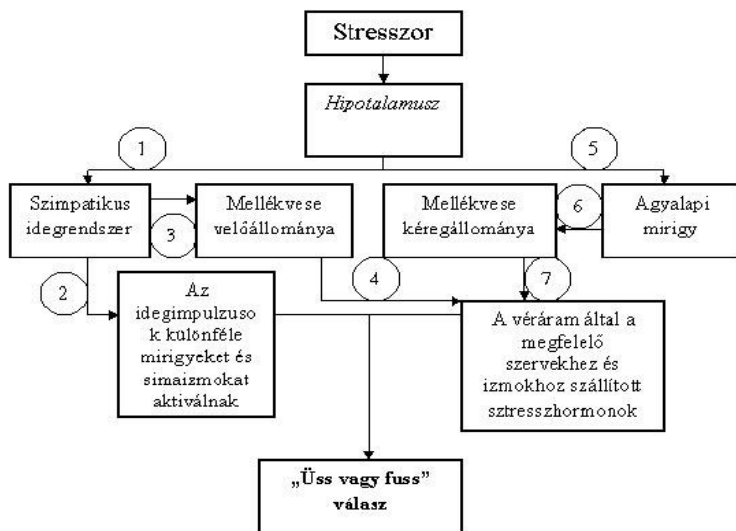 Stresszor
Hipotalamusz
1
5
Szimpatikus
idegrendszer
3
Mellékvese
velőállománya
Mellékvese
kéregállománya
6
Agyalapi
mirigy
2
4
7
Az
idegimpulzuso
k különféle
mirigyeket és
simaizmokat
aktiválnak
A véráram által a
megfelelő
szervekhez és
izmokhoz szállított
sztresszhormonok
„Üss vagy fuss”
válasz